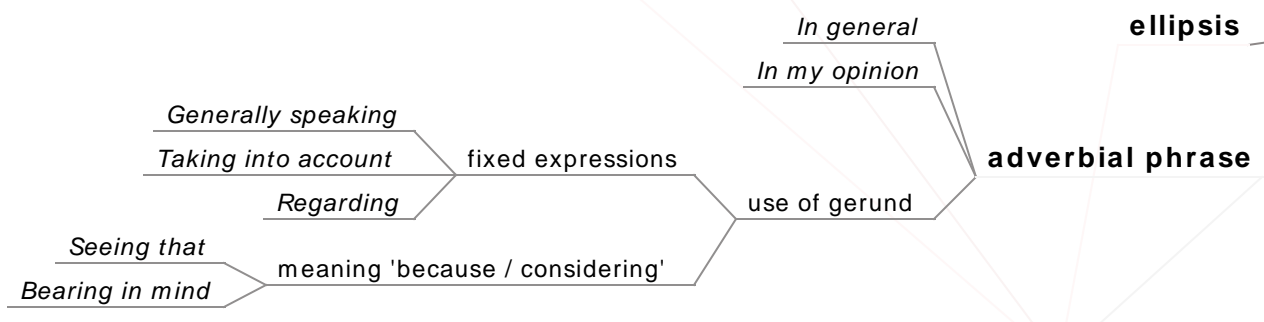 In general
ellipsis
In my opinion
Generally speaking
Taking into account
fixed expressions
adverbial phrase
Regarding
use of gerund
Seeing that
meaning 'because / considering'
Bearing in mind